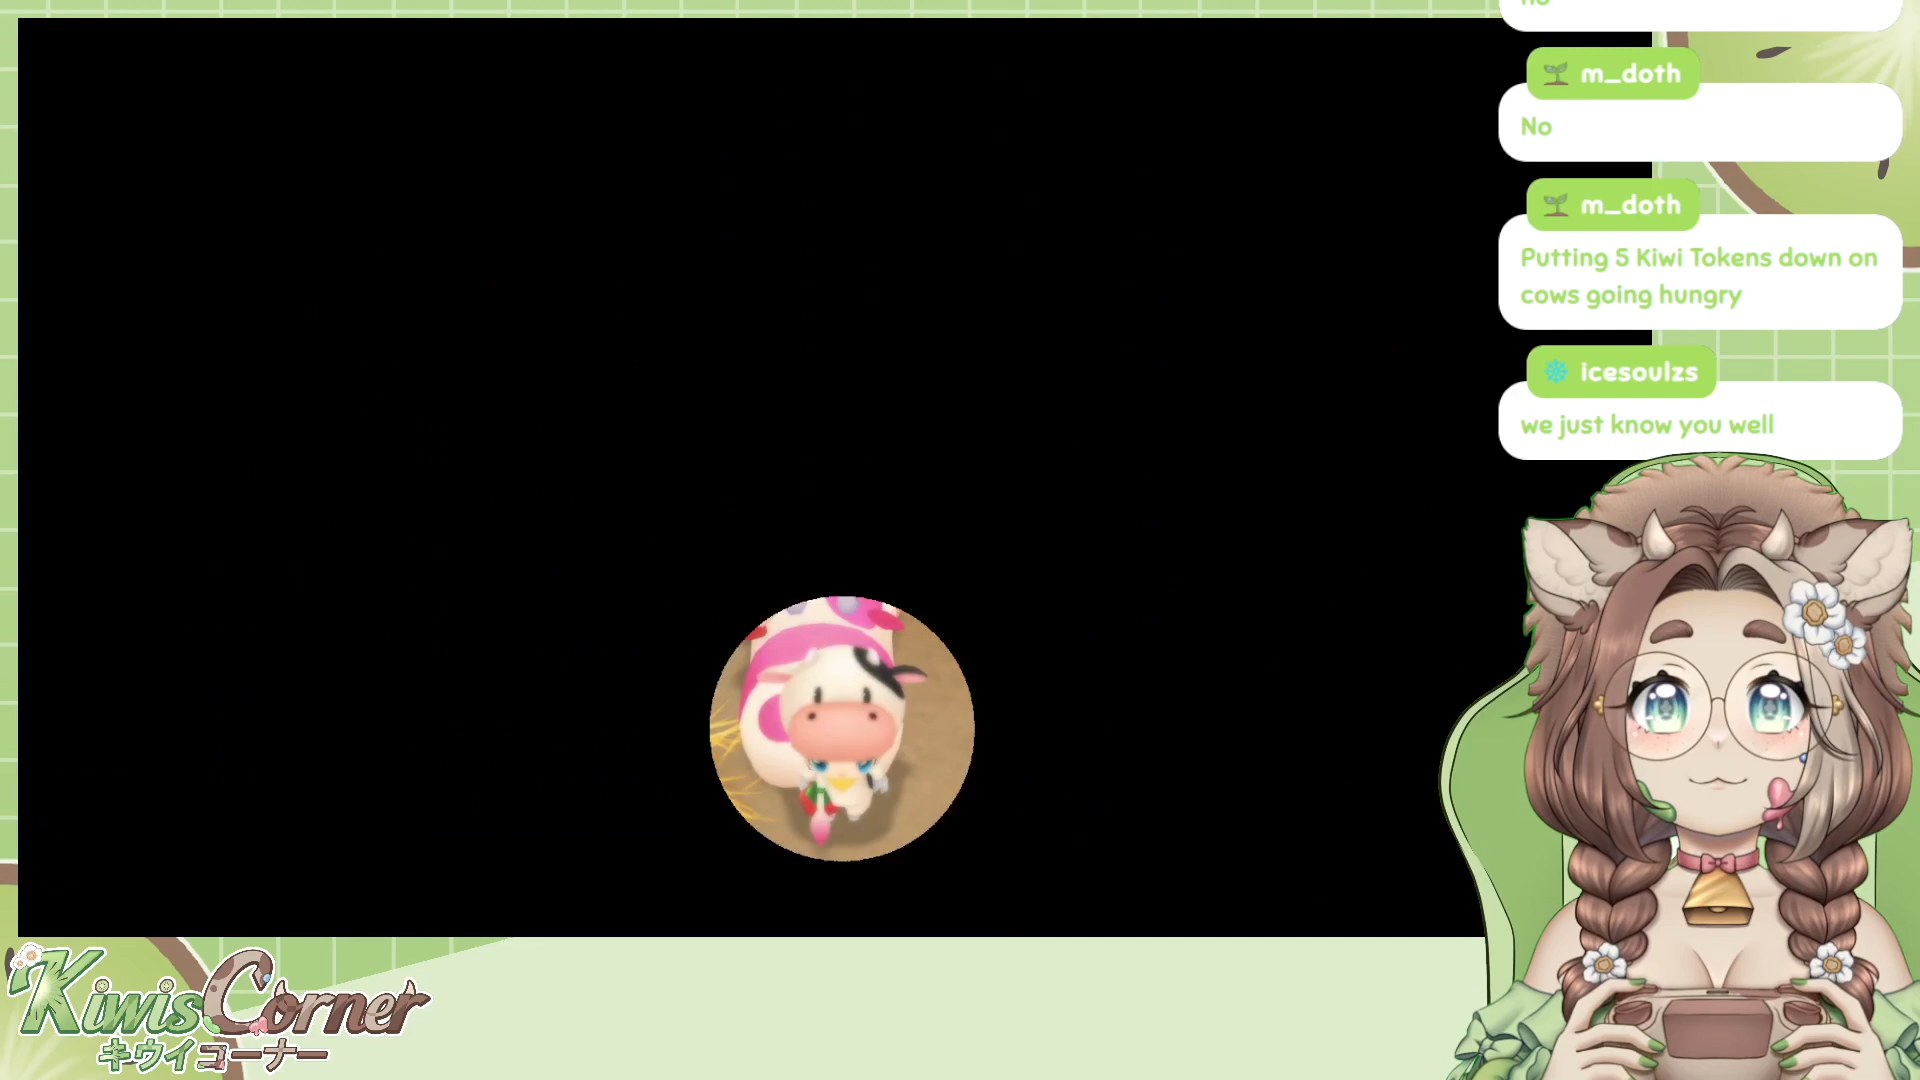 no
m_doth
No
m_doth
Putting 5 Kiwi Tokens down on
cows going hungry
icesoulzs
we just know you well
KiwisCorner
キウイコーナー